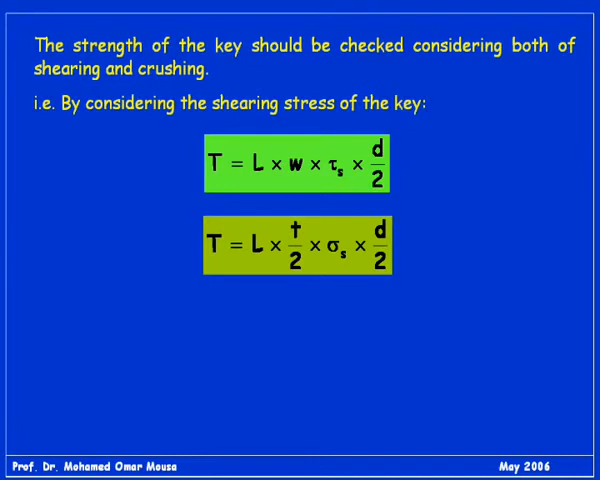 The strength of the key should be checked considering both of
shearing and crushing.
i.e. By considering the shearing stress of the key:
T = L × w × τₛ × d/2
T = L × t/2 × σₛ × d/2
Prof. Dr. Mohamed Omar Mousa May 2006